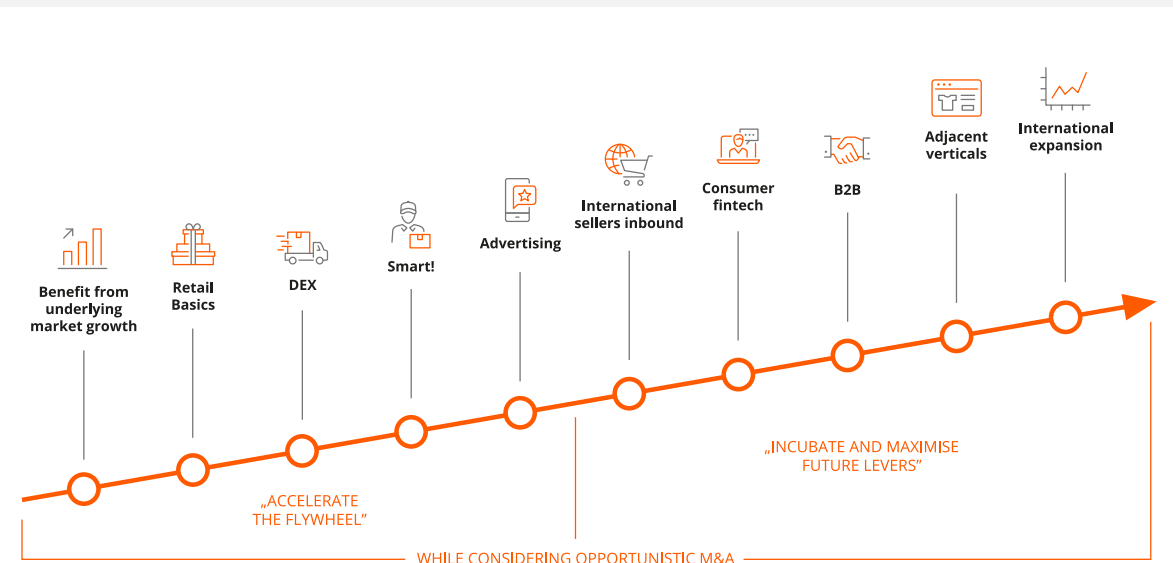 Benefit from
underlying
market growth
Retail
Basics
DEX
Smart!
Advertising
International
sellers inbound
Consumer
fintech
B2B
Adjacent
verticals
International
expansion
„ACCELERATE
THE FLYWHEEL”
„INCUBATE AND MAXIMISE
FUTURE LEVERS”
WHILE CONSIDERING OPPORTUNISTIC M&A